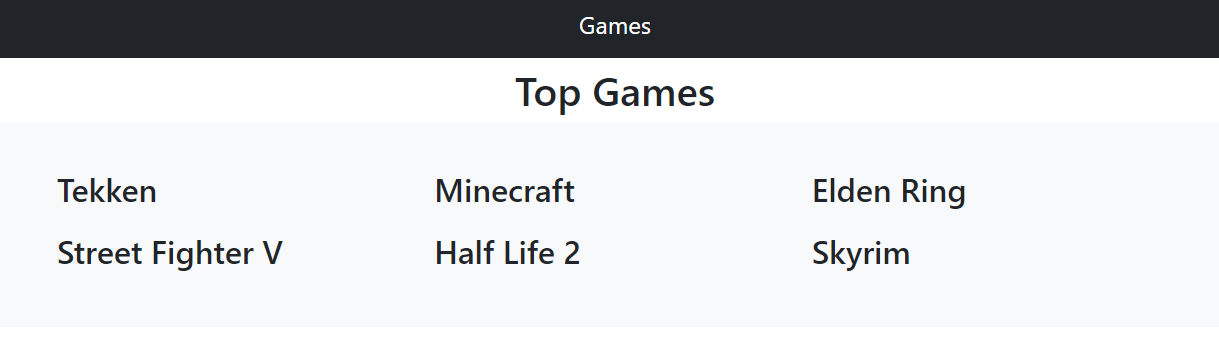 Games
Top Games
Tekken
Minecraft
Elden Ring
Street Fighter V
Half Life 2
Skyrim